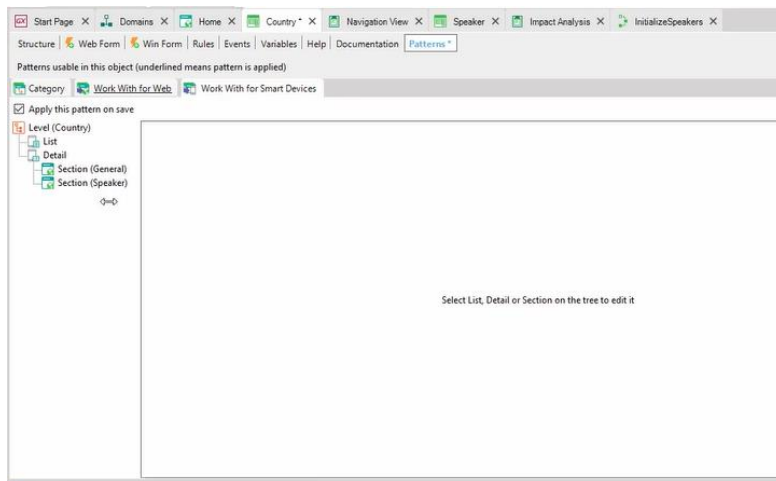 GX Start Page X Domains X Home X Country * X Navigation View X Speaker X Impact Analysis X InitializeSpeakers X
Structure Web Form Win Form Rules Events Variables Help Documentation Patterns *
Patterns usable in this object (underlined means pattern is applied)
Category Work With for Web Work With for Smart Devices
Apply this pattern on save
Level (Country)
List
Detail
Section (General)
Section (Speaker)
Select List, Detail or Section on the tree to edit it